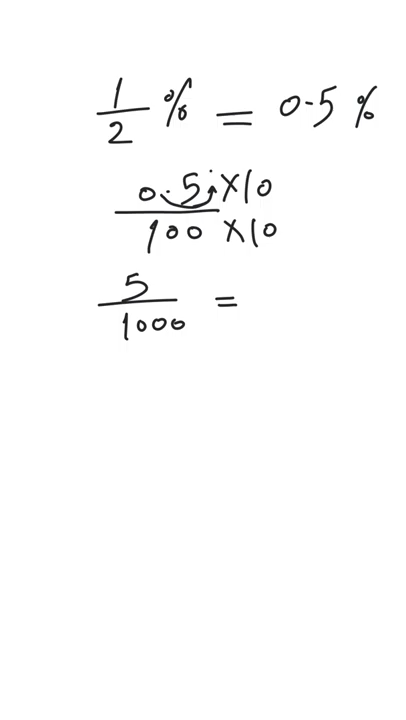 1/2 % = 0.5 %
0.5 × 10
100 × 10
5/1000 =